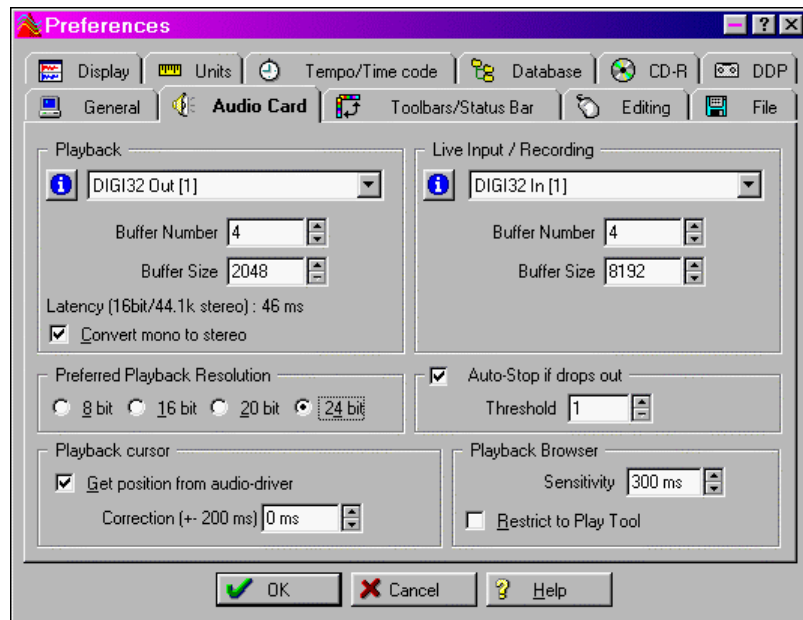 Preferences
Display Units Tempo/Time code Database CD-R DDP
General Audio Card Toolbars/Status Bar Editing File
Playback
DIGI32 Out [1]
Buffer Number 4
Buffer Size 2048
Latency (16bit/44.1k stereo) : 46 ms
Convert mono to stereo
Live Input / Recording
DIGI32 In [1]
Buffer Number 4
Buffer Size 8192
Preferred Playback Resolution
8 bit 16 bit 20 bit 24 bit
Auto-Stop if drops out
Threshold 1
Playback cursor
Get position from audio-driver
Correction (+- 200 ms) 0 ms
Playback Browser
Sensitivity 300 ms
Restrict to Play Tool
OK Cancel Help